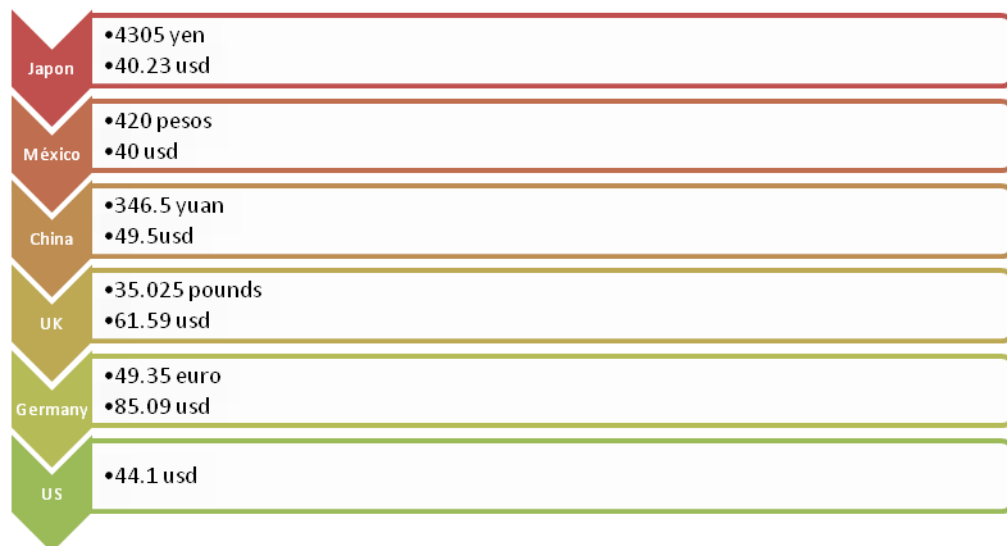 Japon
•4305 yen
•40.23 usd
México
•420 pesos
•40 usd
China
•346.5 yuan
•49.5usd
UK
•35.025 pounds
•61.59 usd
Germany
•49.35 euro
•85.09 usd
US
•44.1 usd